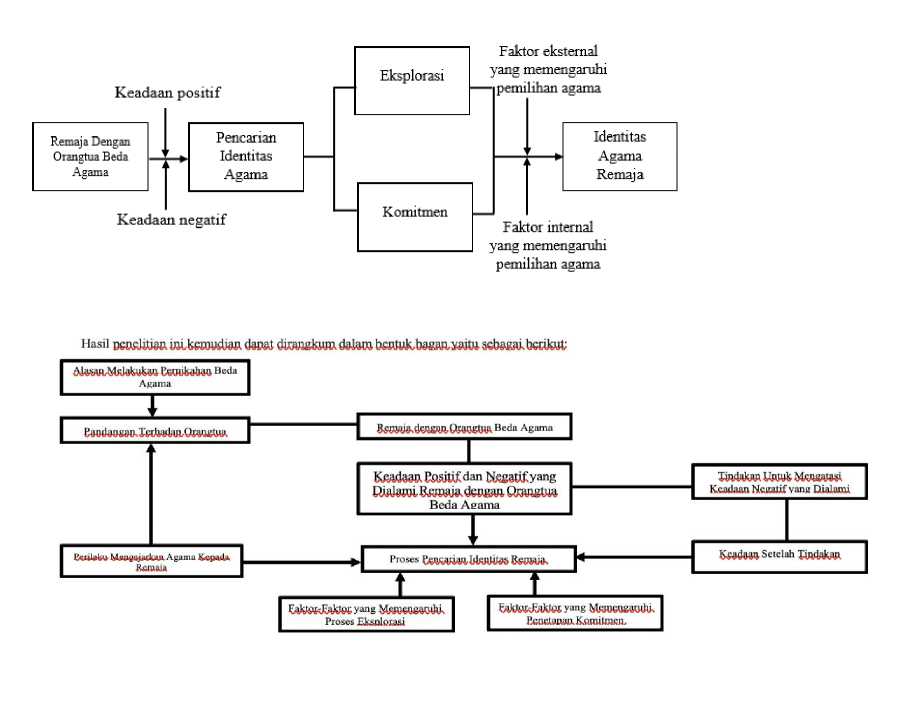 Faktor eksternal
yang memengaruhi
pemilihan agama
Eksplorasi
Keadaan positif
Remaja Dengan
Orangtua Beda
Agama
Pencarian
Identitas
Agama
Identitas
Agama
Remaja
Komitmen
Keadaan negatif
Faktor internal
yang memengaruhi
pemilihan agama
Hasil penelitian ini kemudian dapat dirangkum dalam bentuk bagan yaitu sebagai berikut:
Alasan Melakukan Pernikahan Beda
Agama
Pandangan Terhadan Orangtua
Remaja dengan Orangtua Beda Agama
Keadaan Positif dan Negatif yang
Dialami Remaja dengan Orangtua
Beda Agama
Tindakan Untuk Mengatasi
Keadaan Negatif yang Dialami
Perilaku Mengajarkan Agama Kepada
Remaja
Proses Pencarian Identitas Remaja
Keadaan Setelah Tindakan
Faktor-Faktor yang Memengaruhi
Proses Eksplorasi
Faktor-Faktor yang Memengaruhi
Penetapan Komitmen